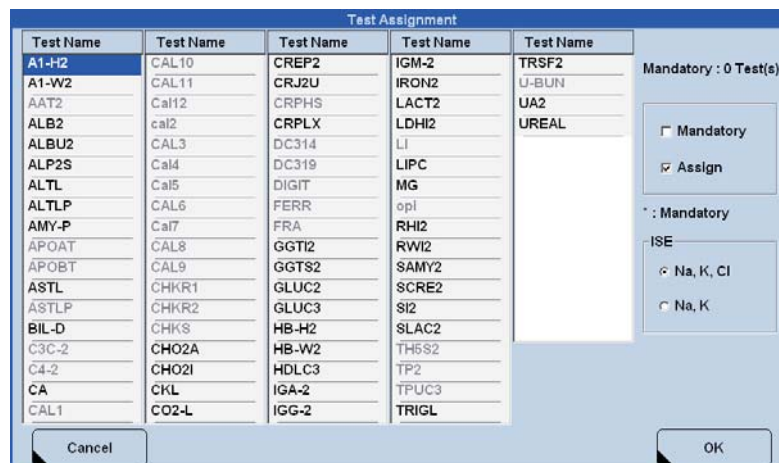 Test Assignment
Test Name
A1-H2
A1-W2
AAT2
ALB2
ALBU2
ALP2S
ALTL
ALTLP
AMY-P
APOAT
APOBT
ASTL
ASTLP
BIL-D
C3C-2
C4-2
CA
CAL1
Test Name
CAL10
CAL11
Cal12
cal2
CAL3
Cal4
Cal5
CAL6
Cal7
CAL8
CAL9
CHKR1
CHKR2
CHKS
CHO2A
CHO2I
CKL
CO2-L
Test Name
CREP2
CRJ2U
CRPHS
CRPLX
DC314
DC319
DIGIT
FERR
FRA
GGTI2
GGTS2
GLUC2
GLUC3
HB-H2
HB-W2
HDLC3
IGA-2
IGG-2
Test Name
IGM-2
IRON2
LACT2
LDHI2
LI
LIPC
MG
opi
RHI2
RWI2
SAMY2
SCRE2
SI2
SLAC2
TH5S2
TP2
TPUC3
TRIGL
Test Name
TRSF2
U-BUN
UA2
UREAL
Mandatory : 0 Test(s)
Mandatory
Assign
* : Mandatory
ISE
Na, K, Cl
Na, K
Cancel
OK